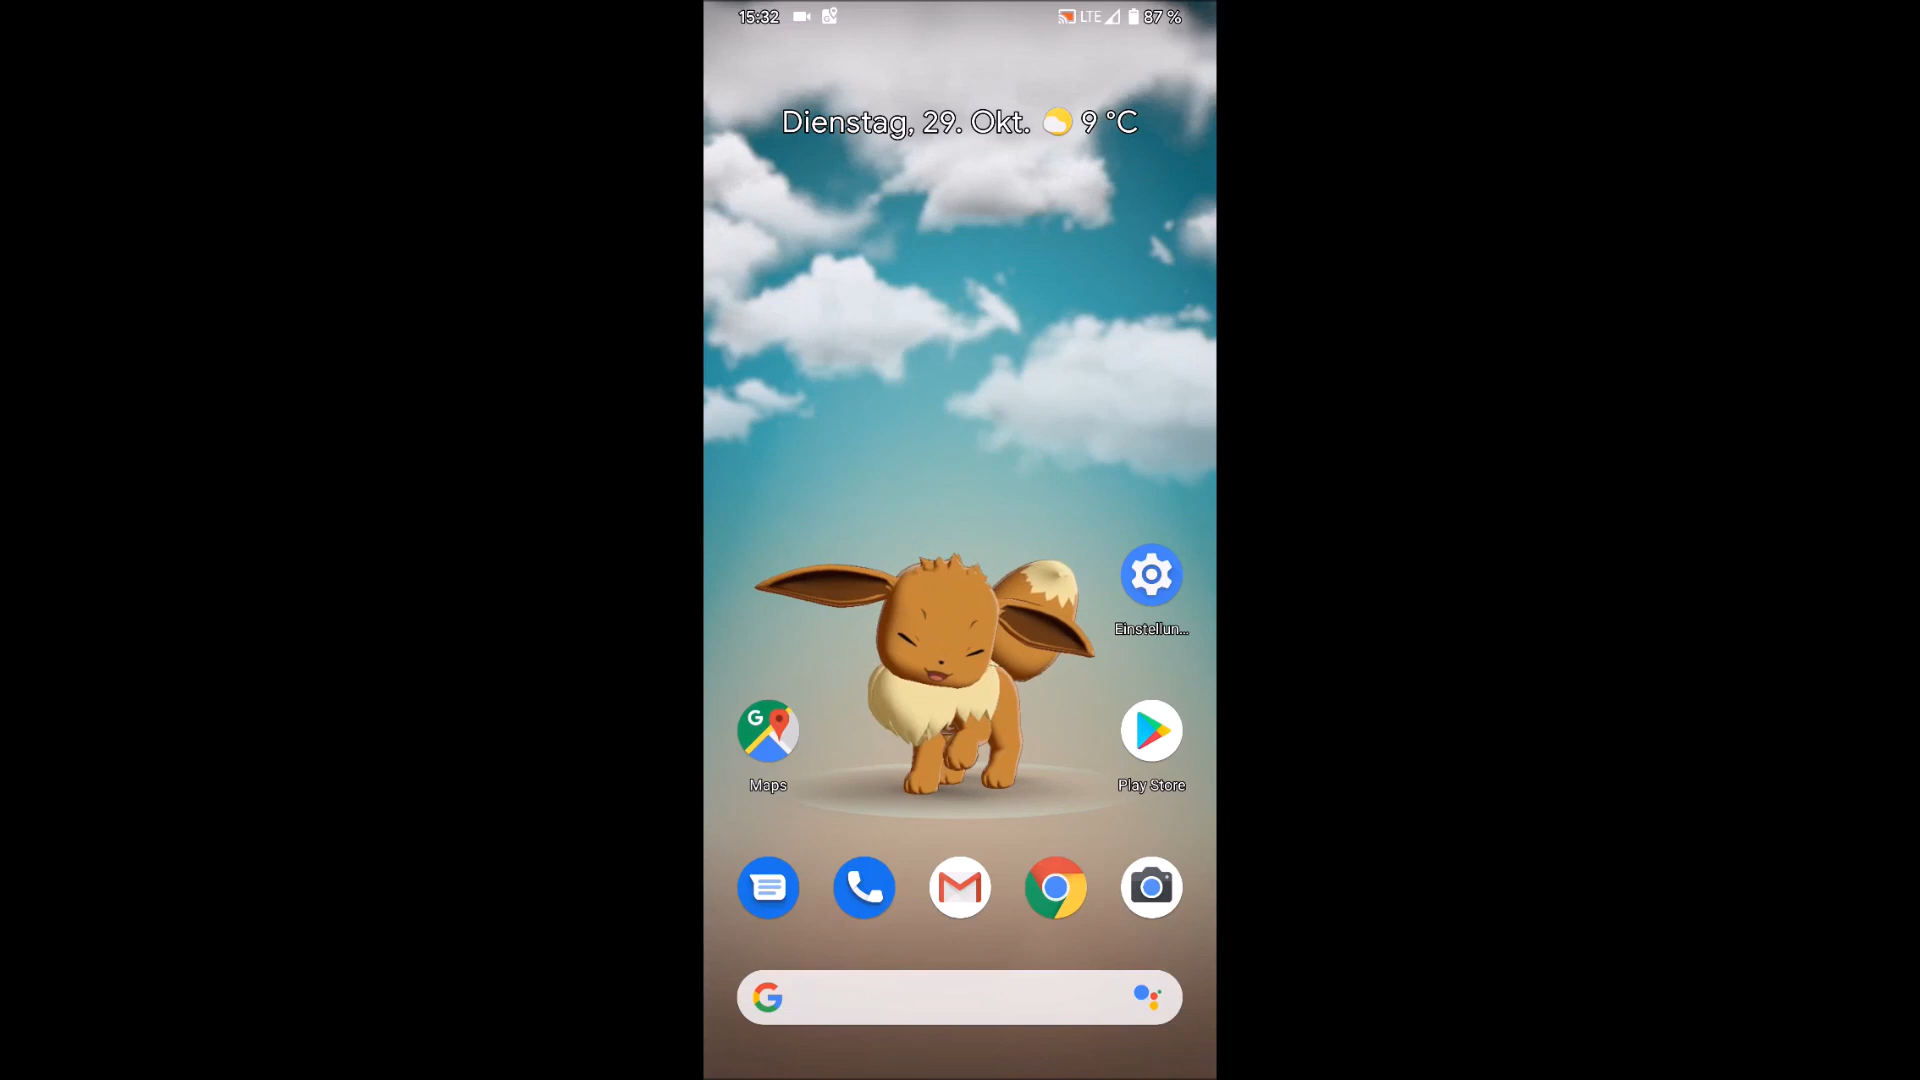 15:32 LTE 87 %
Dienstag, 29. Okt. 9 °C
Einstellun...
Maps Play Store